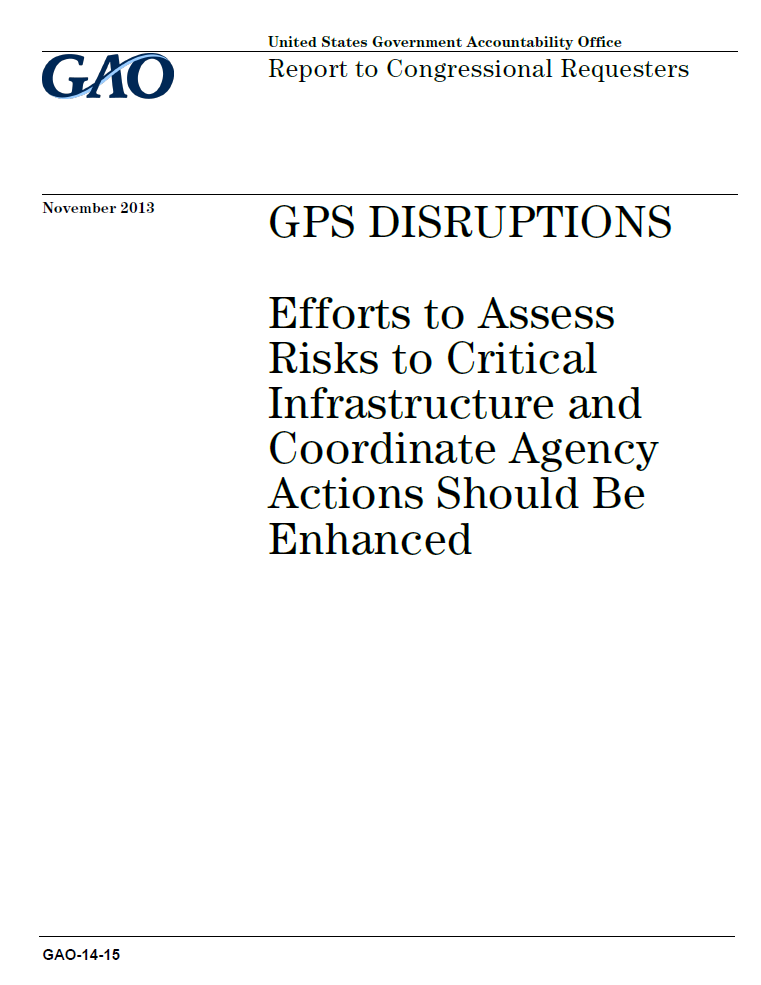 United States Government Accountability Office
GAO
Report to Congressional Requesters
November 2013
GPS DISRUPTIONS
Efforts to Assess
Risks to Critical
Infrastructure and
Coordinate Agency
Actions Should Be
Enhanced
GAO-14-15